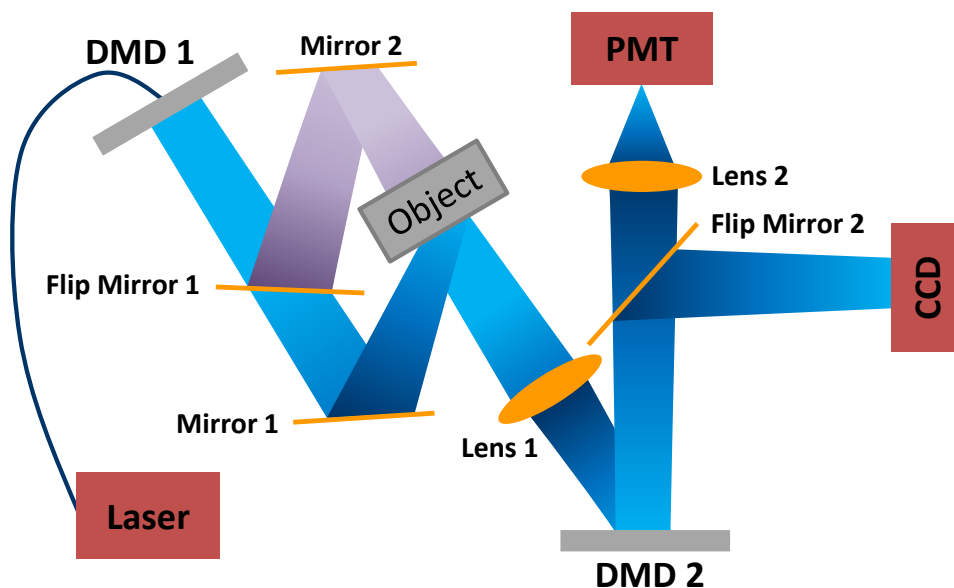 DMD 1
Mirror 2
PMT
Object
Lens 2
Flip Mirror 2
Flip Mirror 1
CCD
Mirror 1
Lens 1
Laser
DMD 2